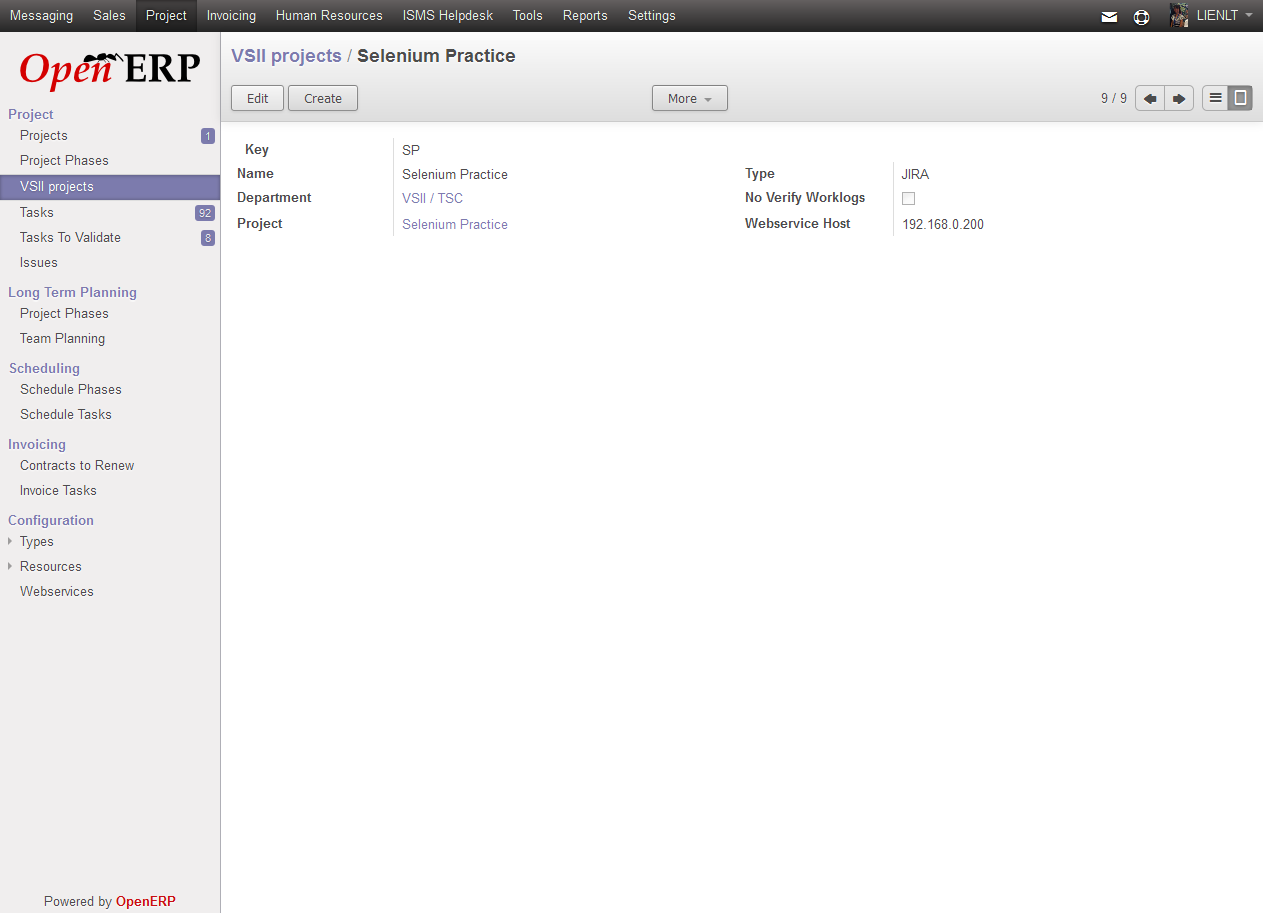 Messaging Sales Project Invoicing Human Resources ISMS Helpdesk Tools Reports Settings LIENLT
Open ERP
Project
Projects 1
Project Phases
VSII projects
Tasks 92
Tasks To Validate 8
Issues
Long Term Planning
Project Phases
Team Planning
Scheduling
Schedule Phases
Schedule Tasks
Invoicing
Contracts to Renew
Invoice Tasks
Configuration
Types
Resources
Webservices
Powered by OpenERP
VSII projects / Selenium Practice
Edit Create More 9 / 9
Key SP
Name Selenium Practice Type JIRA
Department VSII / TSC No Verify Worklogs
Project Selenium Practice Webservice Host 192.168.0.200